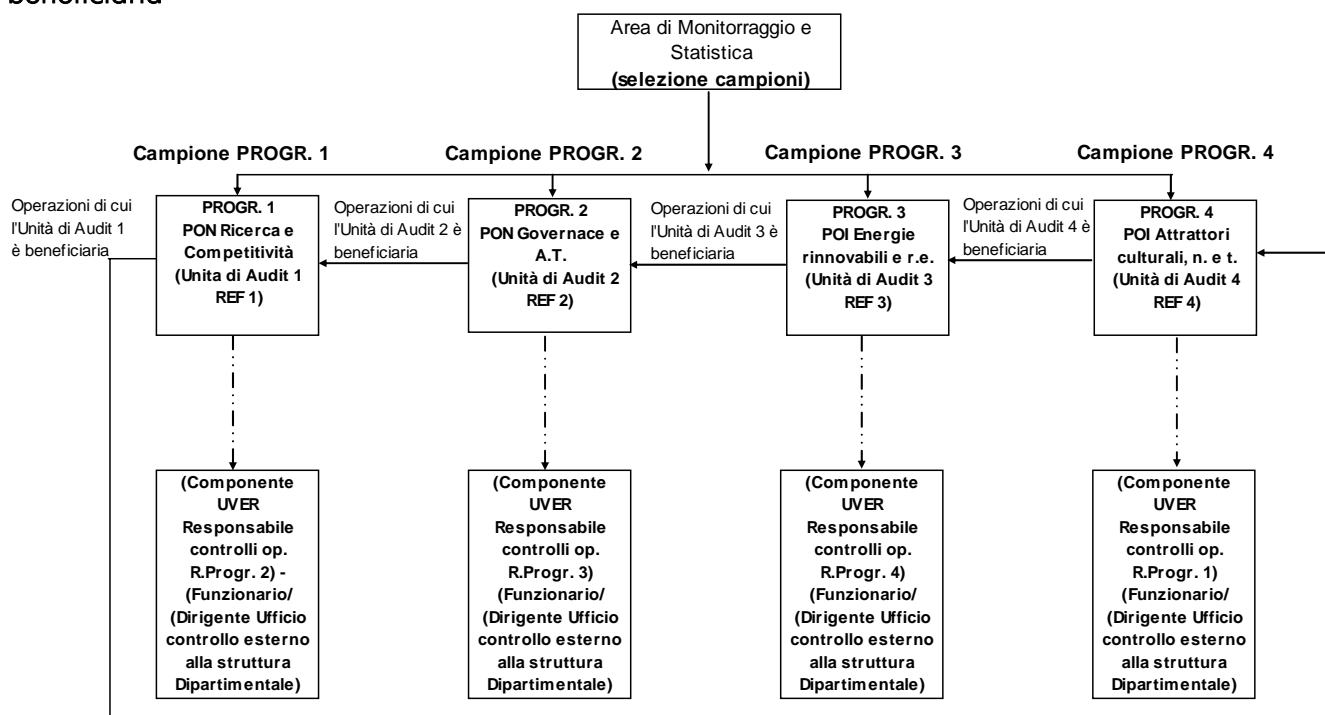 beneficiaria
Area di Monitorraggio e
Statistica
(selezione campioni)
Campione PROGR. 1
Campione PROGR. 2
Campione PROGR. 3
Campione PROGR. 4
Operazioni di cui
l'Unità di Audit 1
è beneficiaria
PROGR. 1
PON Ricerca e
Competitività
(Unita di Audit 1
REF 1)
Operazioni di cui
l'Unità di Audit 2 è
beneficiaria
PROGR. 2
PON Governace e
A.T.
(Unità di Audit 2
REF 2)
Operazioni di cui
l'Unità di Audit 3 è
beneficiaria
PROGR. 3
POI Energie
rinnovabili e r.e.
(Unità di Audit 3
REF 3)
Operazioni di cui
l'Unità di Audit 4 è
beneficiaria
PROGR. 4
POI Attrattori
culturali, n. e t.
(Unità di Audit 4
REF 4)
(Componente
UVER
Responsabile
controlli op.
R.Progr. 2) -
(Funzionario/
(Dirigente Ufficio
controllo esterno
alla struttura
Dipartimentale)
(Componente
UVER
Responsabile
controlli op.
R.Progr. 3)
(Funzionario/
(Dirigente Ufficio
controllo esterno
alla struttura
Dipartimentale)
(Componente
UVER
Responsabile
controlli op.
R.Progr. 4)
(Funzionario/
(Dirigente Ufficio
controllo esterno
alla struttura
Dipartimentale)
(Componente
UVER
Responsabile
controlli op.
R.Progr. 1)
(Funzionario/
(Dirigente Ufficio
controllo esterno
alla struttura
Dipartimentale)